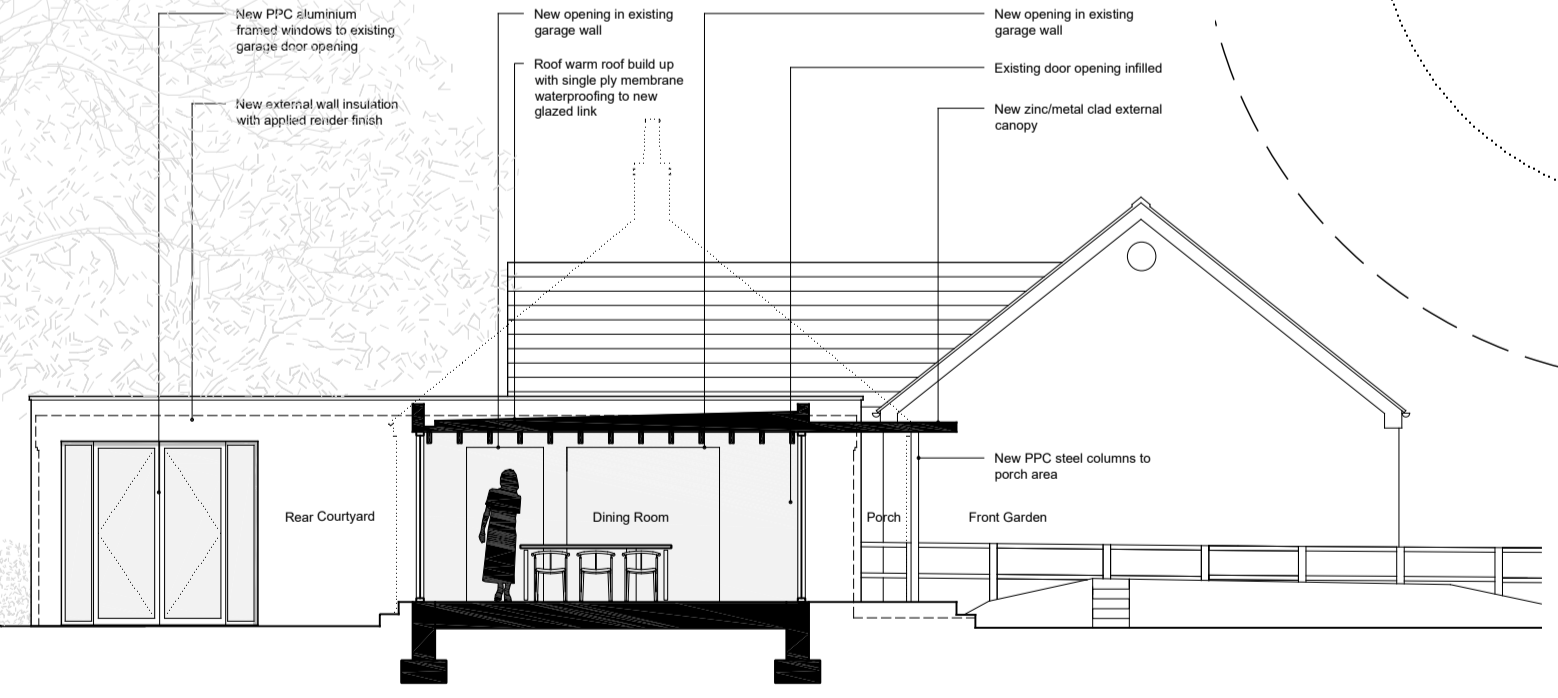 New PPC aluminium
framed windows to existing
garage door opening
New external wall insulation
with applied render finish
New opening in existing
garage wall
Roof warm roof build up
with single ply membrane
waterproofing to new
glazed link
New opening in existing
garage wall
Existing door opening infilled
New zinc/metal clad external
canopy
New PPC steel columns to
porch area
Rear Courtyard
Dining Room
Porch
Front Garden